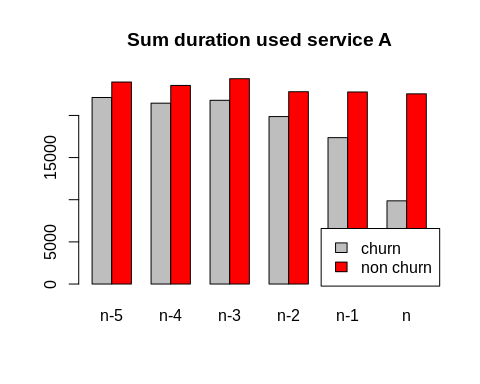 Sum duration used service A
15000
5000
0
churn
non churn
n-5 n-4 n-3 n-2 n-1 n